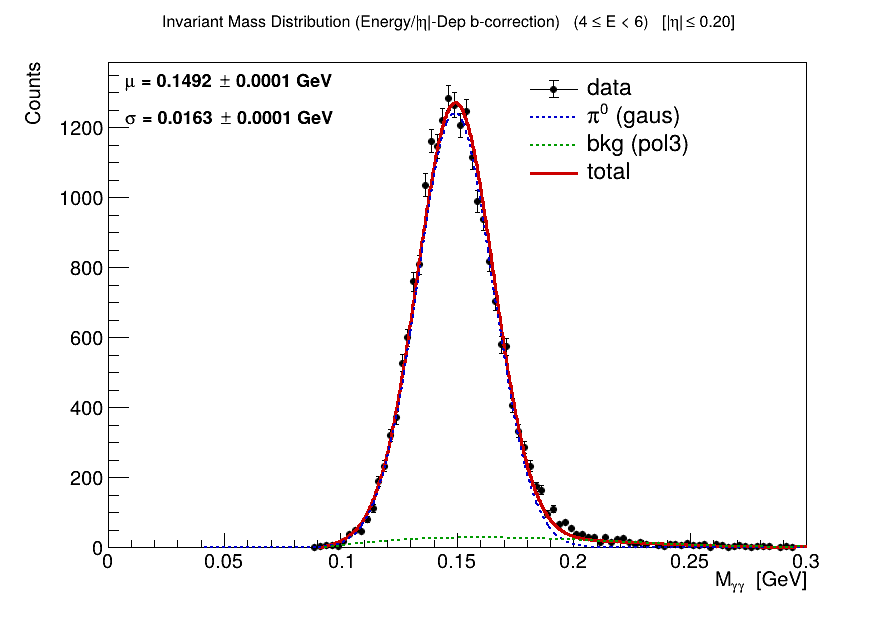 Invariant Mass Distribution (Energy/|η|-Dep b-correction) (4 ≤ E < 6) [|η| ≤ 0.20]
Counts
μ = 0.1492 ± 0.0001 GeV
σ = 0.0163 ± 0.0001 GeV
data
π⁰ (gaus)
bkg (pol3)
total
1200
1000
800
600
400
200
0
0 0.05 0.1 0.15 0.2 0.25 0.3
M_γγ [GeV]